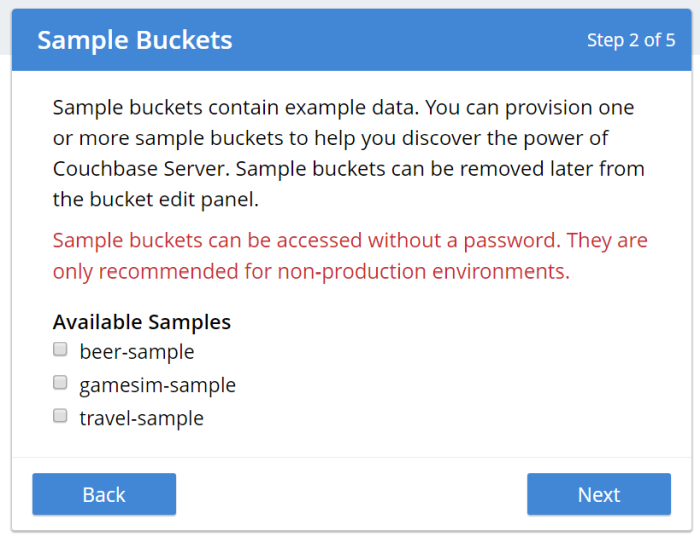 Sample Buckets
Step 2 of 5
Sample buckets contain example data. You can provision one
or more sample buckets to help you discover the power of
Couchbase Server. Sample buckets can be removed later from
the bucket edit panel.
Sample buckets can be accessed without a password. They are
only recommended for non-production environments.
Available Samples
beer-sample
gamesim-sample
travel-sample
Back
Next